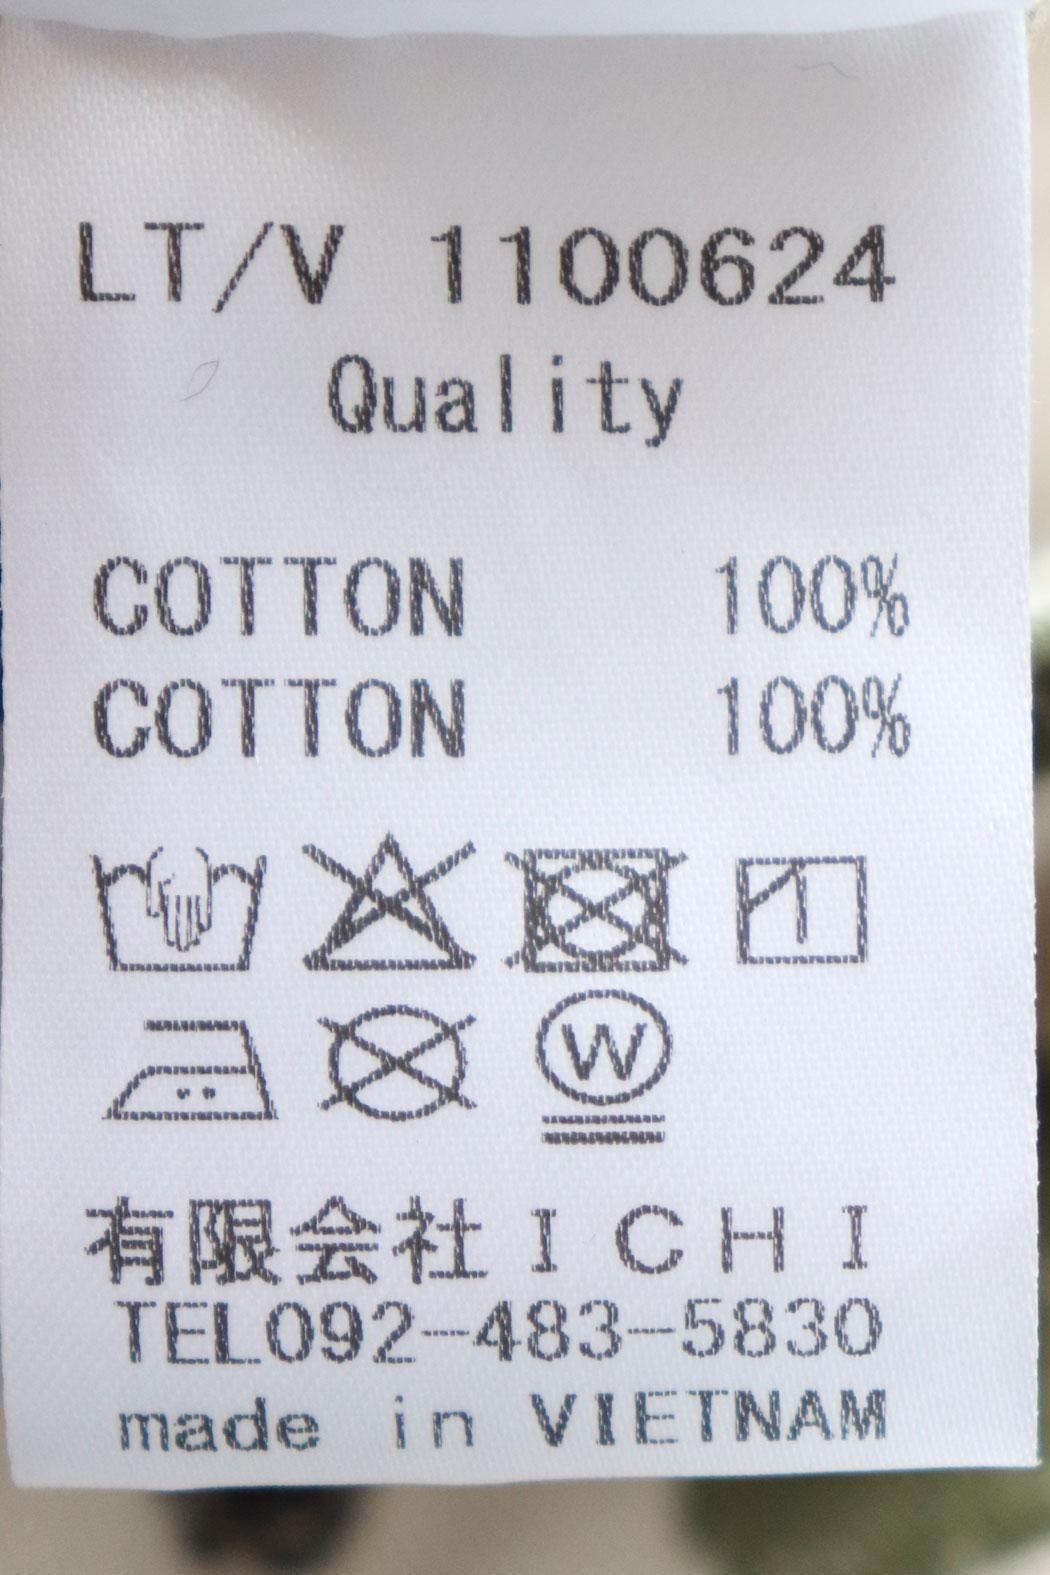 LT/V 1100624
Quality
COTTON 100%
COTTON 100%
W
有限会社ＩＣＨＩ
TEL092-483-5830
made in VIETNAM